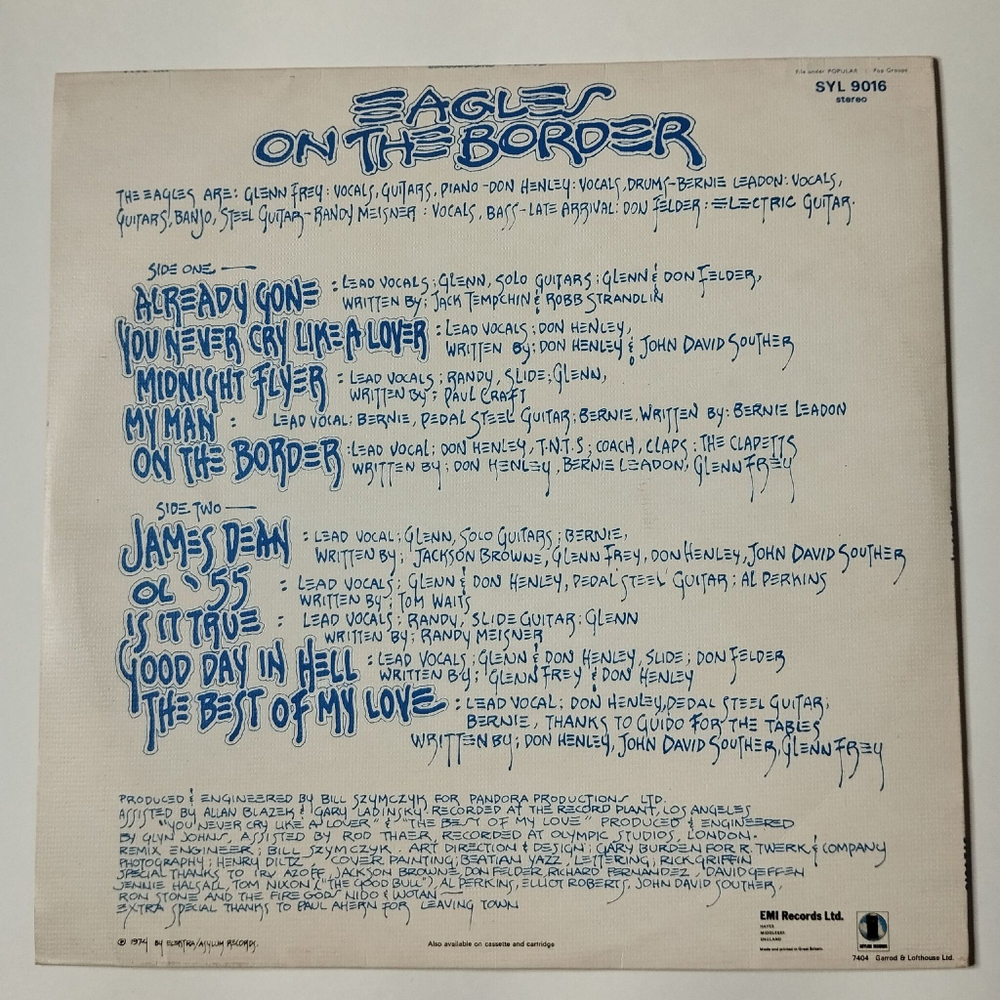 File under POPULAR : Pop Groups
SYL 9016
stereo
EAGLES
ON THE BORDER
THE EAGLES ARE: GLENN FREY: VOCALS, GUITARS, PIANO - DON HENLEY: VOCALS, DRUMS - BERNIE LEADON: VOCALS,
GUITARS, BANJO, STEEL GUITAR - RANDY MEISNER : VOCALS, BASS - LATE ARRIVAL: DON FELDER: ELECTRIC GUITAR.
SIDE ONE —
ALREADY GONE : LEAD VOCALS; GLENN, SOLO GUITARS; GLENN & DON FELDER,
WRITTEN BY; JACK TEMPCHIN & ROBB STRANDLIN
YOU NEVER CRY LIKE A LOVER : LEAD VOCALS; DON HENLEY,
WRITTEN BY; DON HENLEY & JOHN DAVID SOUTHER
MIDNIGHT FLYER : LEAD VOCALS; RANDY, SLIDE; GLENN,
WRITTEN BY: PAUL CRAFT
MY MAN : LEAD VOCAL: BERNIE, PEDAL STEEL GUITAR; BERNIE, WRITTEN BY: BERNIE LEADON
ON THE BORDER : LEAD VOCAL; DON HENLEY, T.N.T.S; COACH, CLAPS: THE CLAPETTS
WRITTEN BY; DON HENLEY, BERNIE LEADON, GLENN FREY
SIDE TWO —
JAMES DEAN : LEAD VOCAL; GLENN, SOLO GUITARS; BERNIE,
WRITTEN BY; JACKSON BROWNE, GLENN FREY, DON HENLEY, JOHN DAVID SOUTHER
OL '55 : LEAD VOCALS; GLENN & DON HENLEY, PEDAL STEEL GUITAR; AL PERKINS
WRITTEN BY; TOM WAITS
IS IT TRUE : LEAD VOCALS; RANDY, SLIDE GUITAR; GLENN
WRITTEN BY; RANDY MEISNER
GOOD DAY IN HELL : LEAD VOCALS; GLENN & DON HENLEY, SLIDE; DON FELDER
WRITTEN BY; GLENN FREY & DON HENLEY
THE BEST OF MY LOVE : LEAD VOCAL; DON HENLEY, PEDAL STEEL GUITAR;
BERNIE, THANKS TO GUIDO FOR THE TABLES
WRITTEN BY; DON HENLEY, JOHN DAVID SOUTHER, GLENN FREY
PRODUCED & ENGINEERED BY BILL SZYMCZYK FOR PANDORA PRODUCTIONS LTD.
ASSISTED BY ALLAN BLAZEK & GARY LADINSKY, RECORDED AT THE RECORD PLANT, LOS ANGELES
"YOU NEVER CRY LIKE A LOVER" & "THE BEST OF MY LOVE" PRODUCED & ENGINEERED
BY GLYN JOHNS, ASSISTED BY ROD THAER, RECORDED AT OLYMPIC STUDIOS, LONDON.
REMIX ENGINEER; BILL SZYMCZYK. ART DIRECTION & DESIGN; GARY BURDEN FOR R. TWERK & COMPANY
PHOTOGRAPHY; HENRY DILTZ, COVER PAINTING; BEATIAN YAZZ, LETTERING; RICK GRIFFIN
SPECIAL THANKS TO IRV AZOFF, JACKSON BROWNE, DON FELDER, RICHARD FERNANDEZ, DAVID GEFFEN
JENNIE HALSALL, TOM NIXON ("THE GOOD BULL"), AL PERKINS, ELLIOT ROBERTS, JOHN DAVID SOUTHER,
RON STONE AND THE FIRE GODS NIDO & WOTAN —
EXTRA SPECIAL THANKS TO PAUL AHERN FOR LEAVING TOWN
℗ 1974 BY ELEKTRA/ASYLUM RECORDS.
Also available on cassette and cartridge
EMI Records Ltd.
HAYES
MIDDLESEX
ENGLAND
Made and printed in Great Britain
ASYLUM RECORDS
7404 Garrod & Lofthouse Ltd.